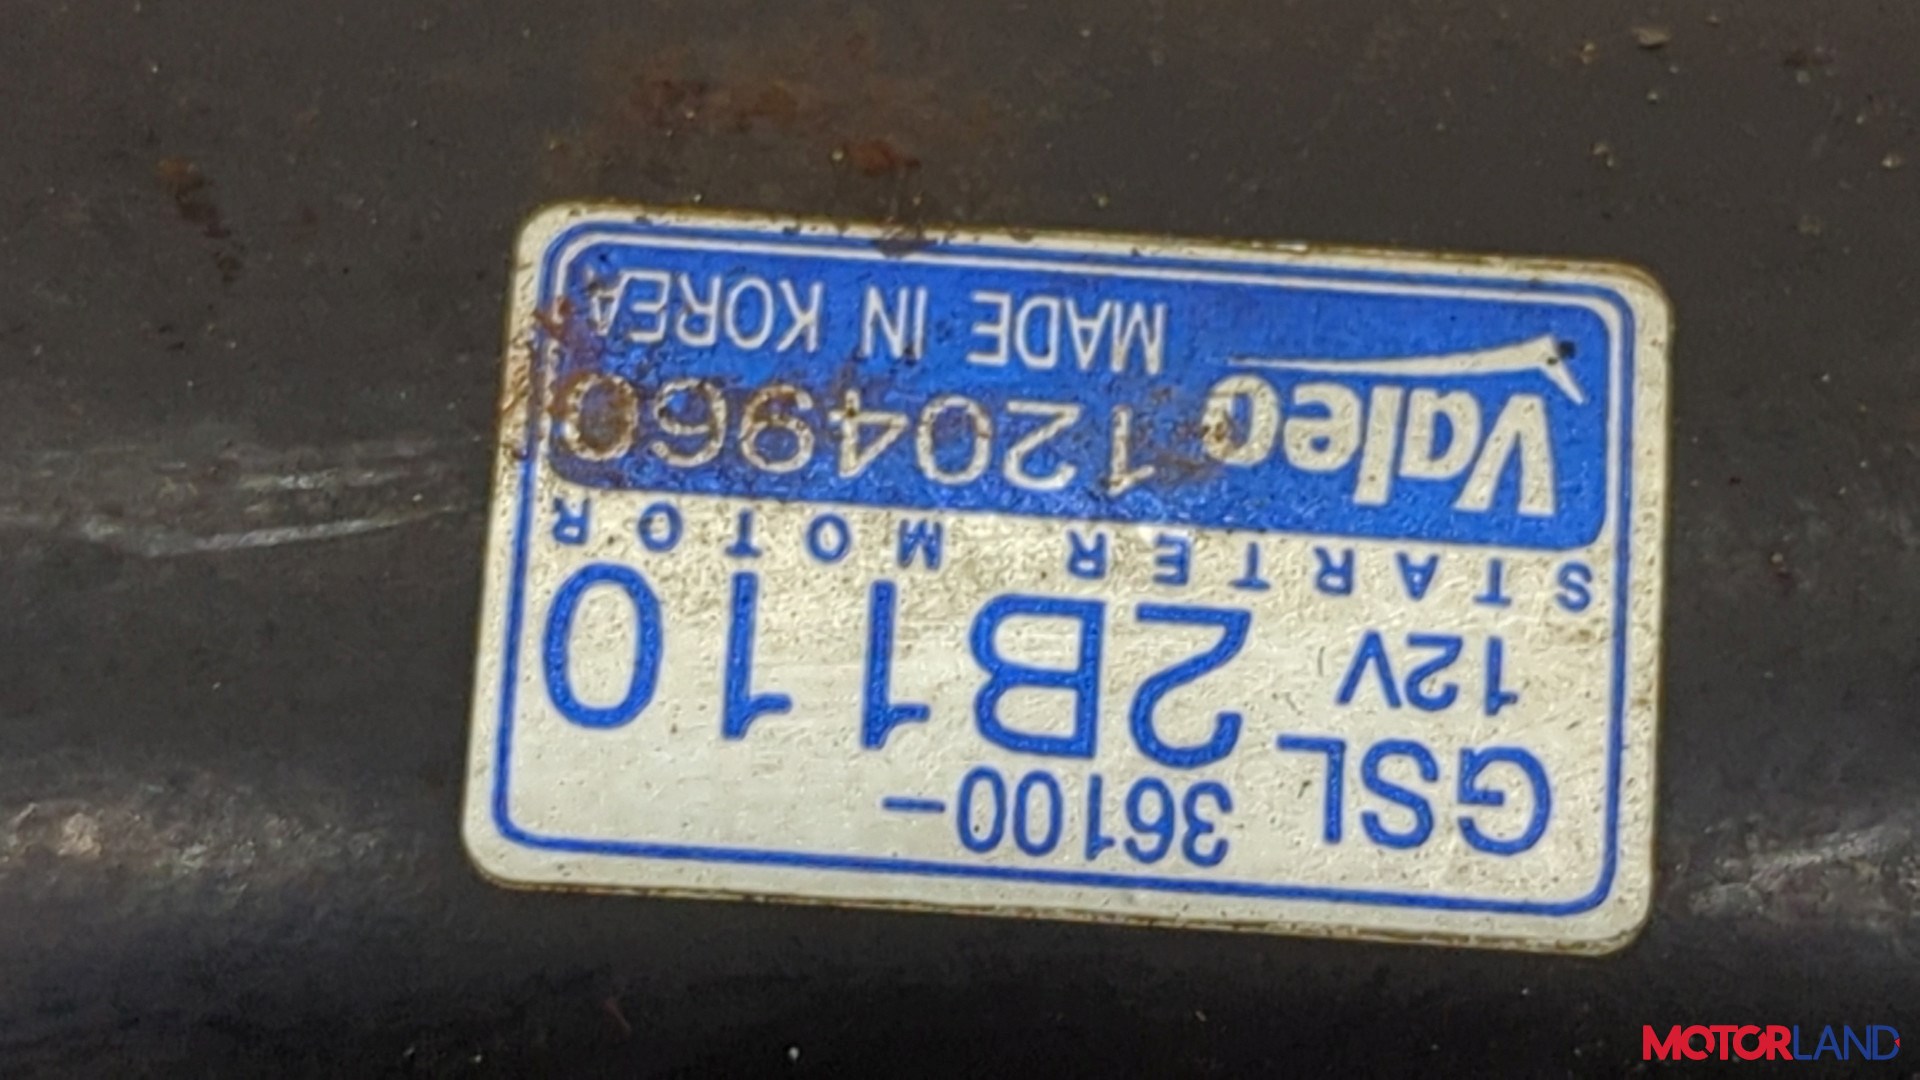 GSL 36100-
12V 2B110
STARTER MOTOR
Valeo 1204960
MADE IN KOREA
MOTORLAND